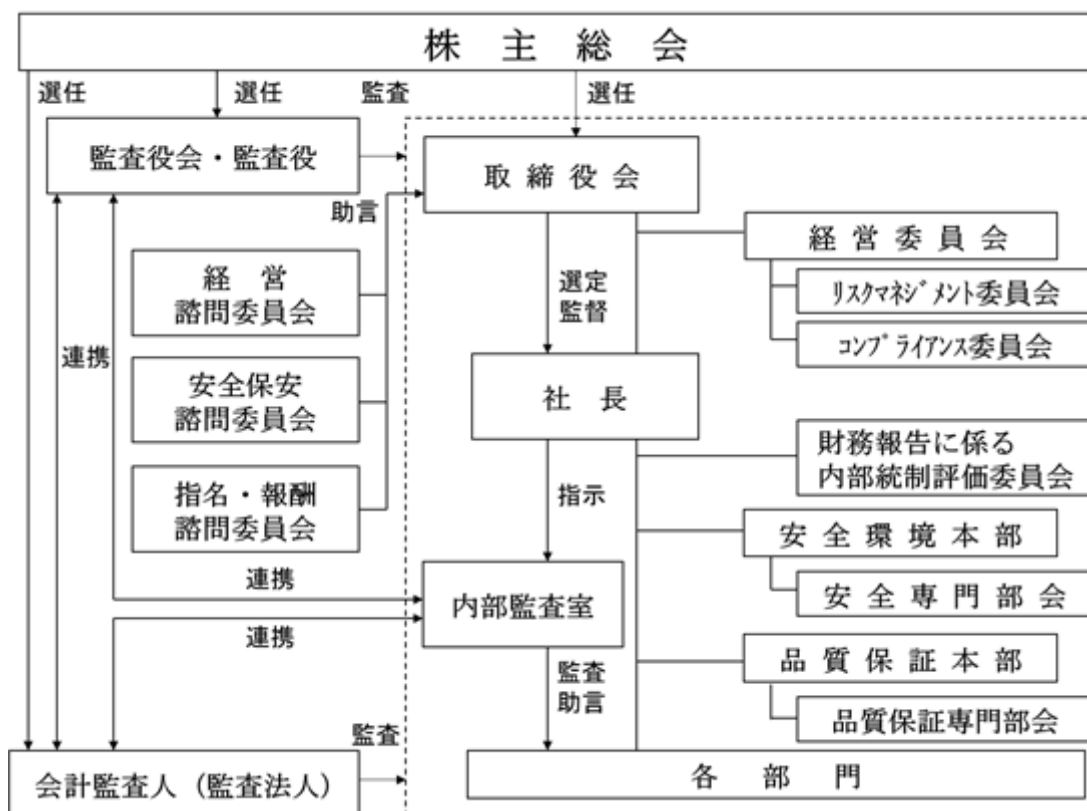 株主総会
選任
選任
監査
選任
監査役会・監査役
取締役会
助言
経営
諮問委員会
選定
監督
経営委員会
ﾘｽｸﾏﾈｼﾞﾒﾝﾄ委員会
ｺﾝﾌﾟﾗｲｱﾝｽ委員会
連携
安全保安
諮問委員会
社長
財務報告に係る
内部統制評価委員会
指名・報酬
諮問委員会
指示
安全環境本部
安全専門部会
連携
内部監査室
連携
品質保証本部
監査
助言
品質保証専門部会
監査
会計監査人（監査法人）
各部門